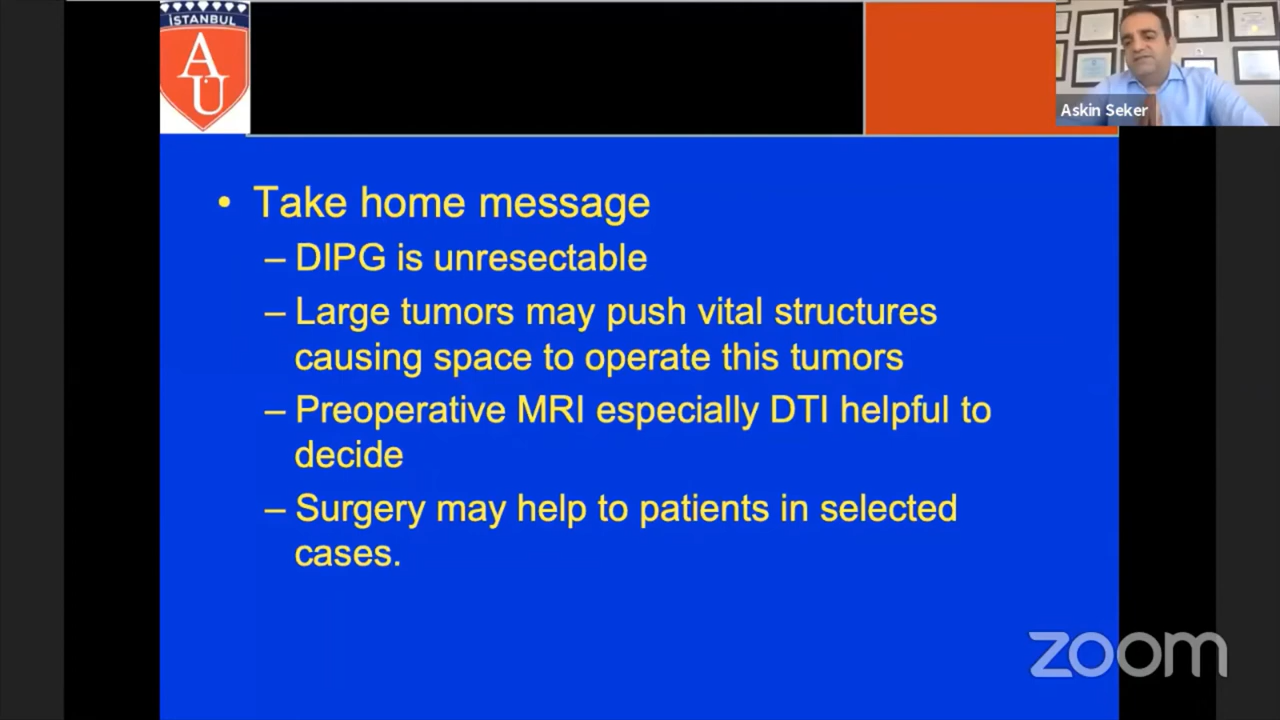 İSTANBUL
A
U
Askin Seker
• Take home message
– DIPG is unresectable
– Large tumors may push vital structures
causing space to operate this tumors
– Preoperative MRI especially DTI helpful to
decide
– Surgery may help to patients in selected
cases.
zoom